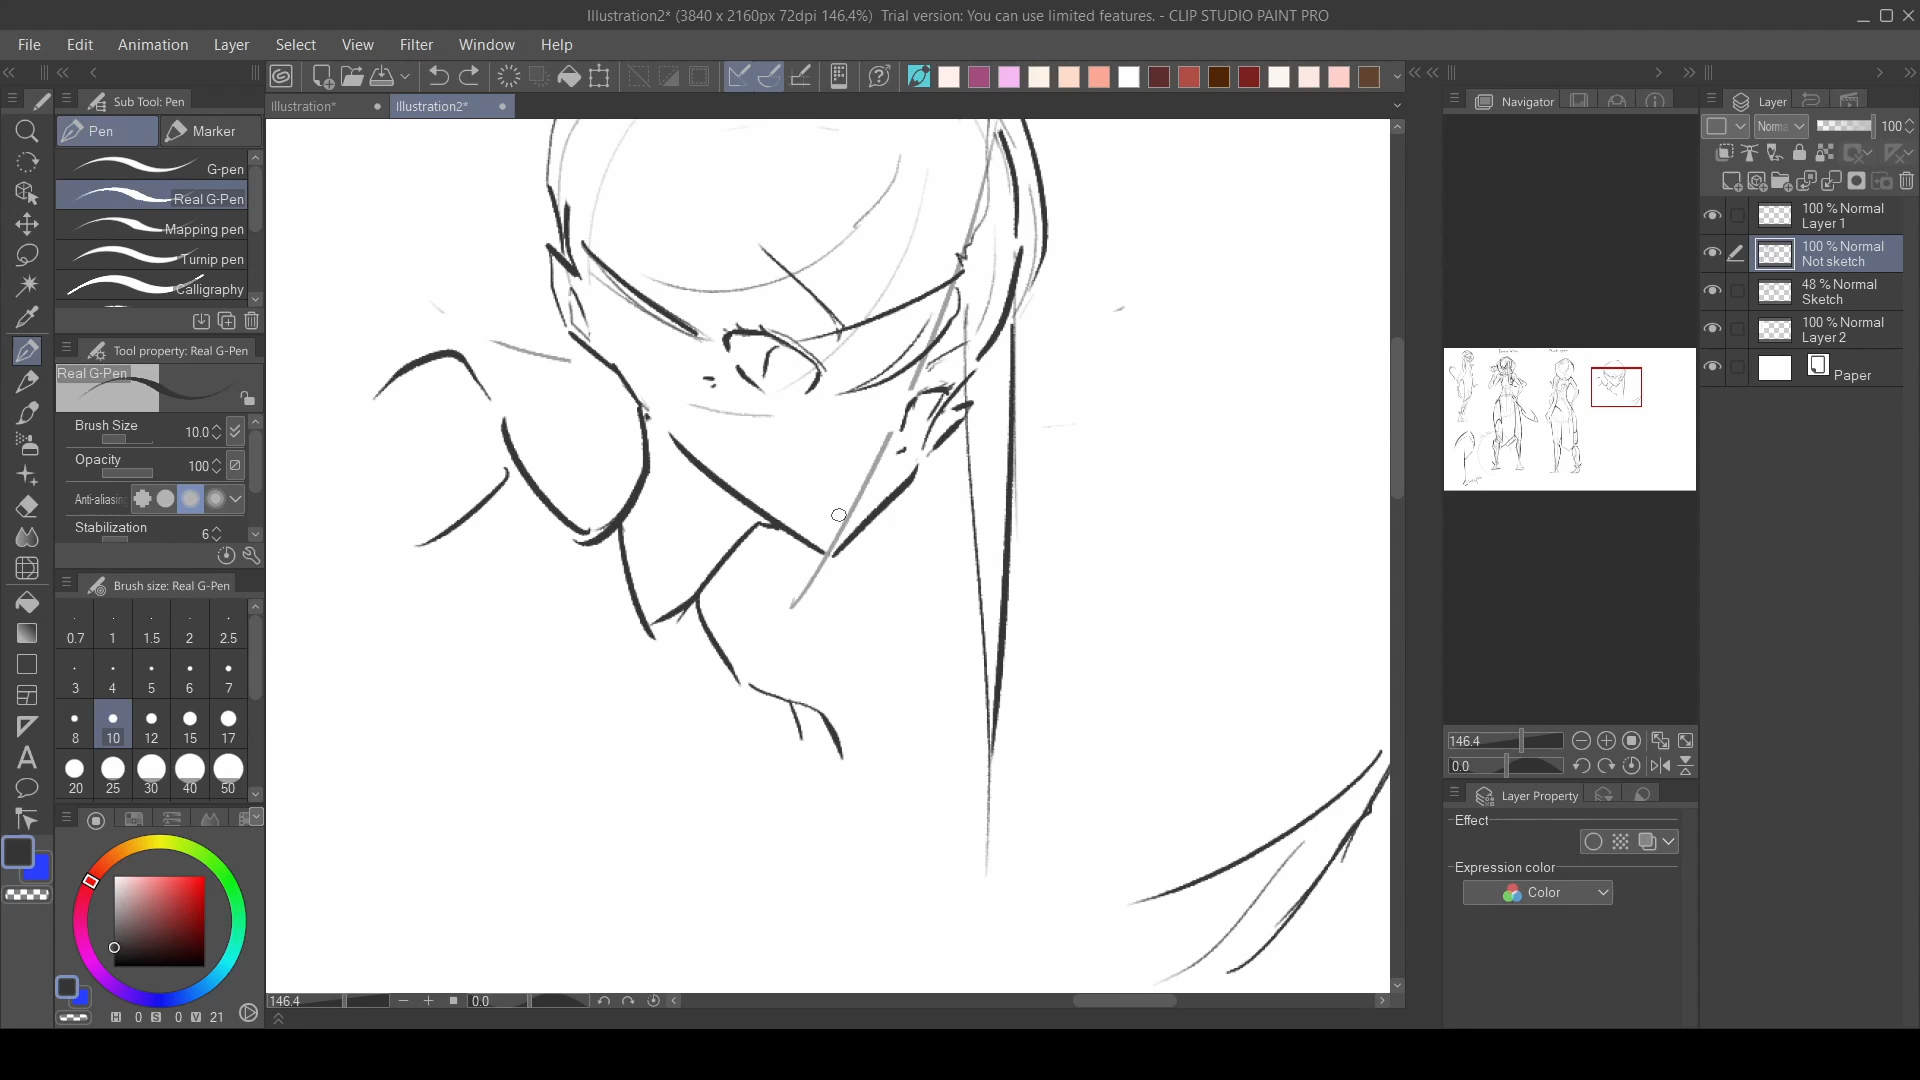 Illustration2* (3840 x 2160px 72dpi 146.4%)  Trial version: You can use limited features. - CLIP STUDIO PAINT PRO
File Edit Animation Layer Select View Filter Window Help
Illustration* Illustration2*
Sub Tool: Pen
Pen Marker
G-pen
Real G-Pen
Mapping pen
Turnip pen
Calligraphy
Tool property: Real G-Pen
Real G-Pen
Brush Size 10.0
Opacity 100
Anti-aliasing
Stabilization 6
Brush size: Real G-Pen
0.7 1 1.5 2 2.5
3 4 5 6 7
8 10 12 15 17
20 25 30 40 50
H 0 S 0 V 21
146.4 0.0
Navigator
146.4
0.0
Layer Property
Effect
Expression color
Color
Layer
Norma 100
100 % Normal
Layer 1
100 % Normal
Not sketch
48 % Normal
Sketch
100 % Normal
Layer 2
Paper